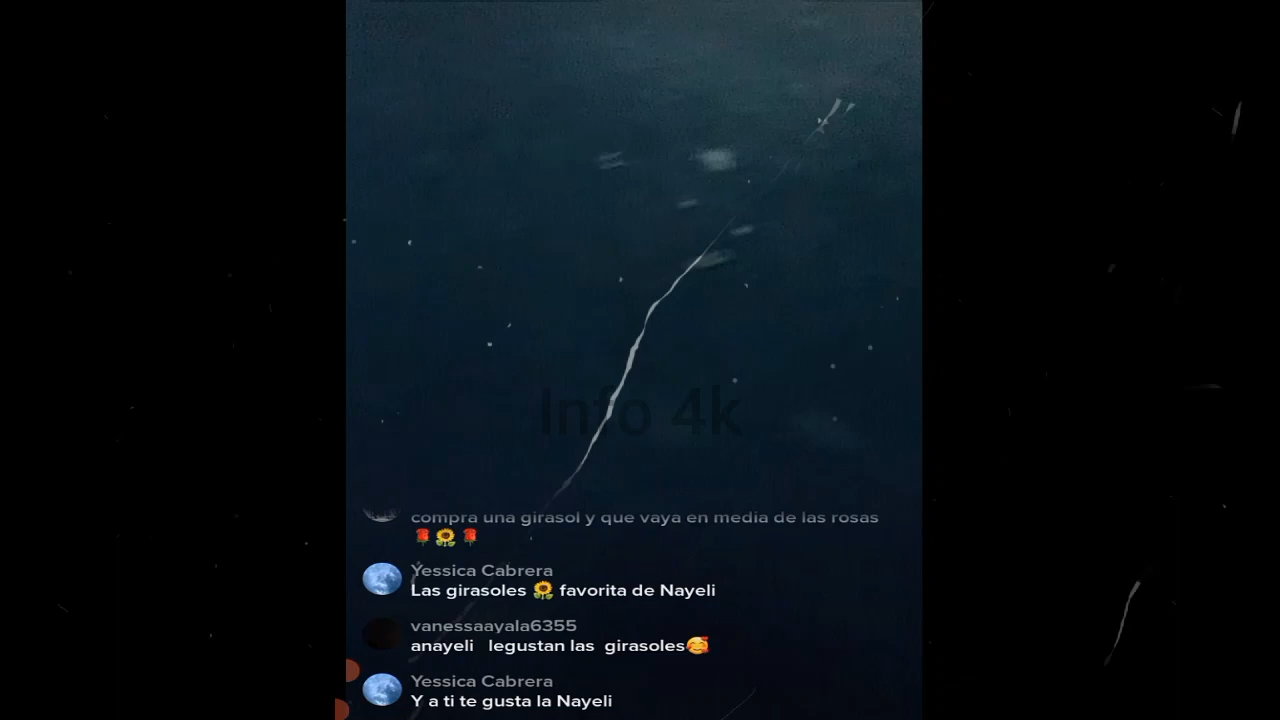 Info 4k
compra una girasol y que vaya en media de las rosas
🌹🌻🌹
Yessica Cabrera
Las girasoles 🌻 favorita de Nayeli
vanessaayala6355
anayeli legustan las girasoles🥰
Yessica Cabrera
Y a ti te gusta la Nayeli